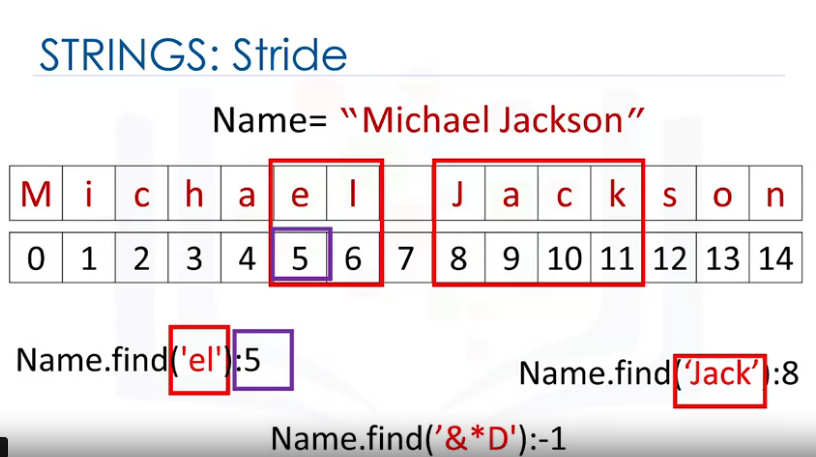 STRINGS: Stride
Name= “Michael Jackson”
M i c h a e l J a c k s o n
0 1 2 3 4 5 6 7 8 9 10 11 12 13 14
Name.find('el'):5
Name.find(‘Jack’):8
Name.find(’&*D'):-1